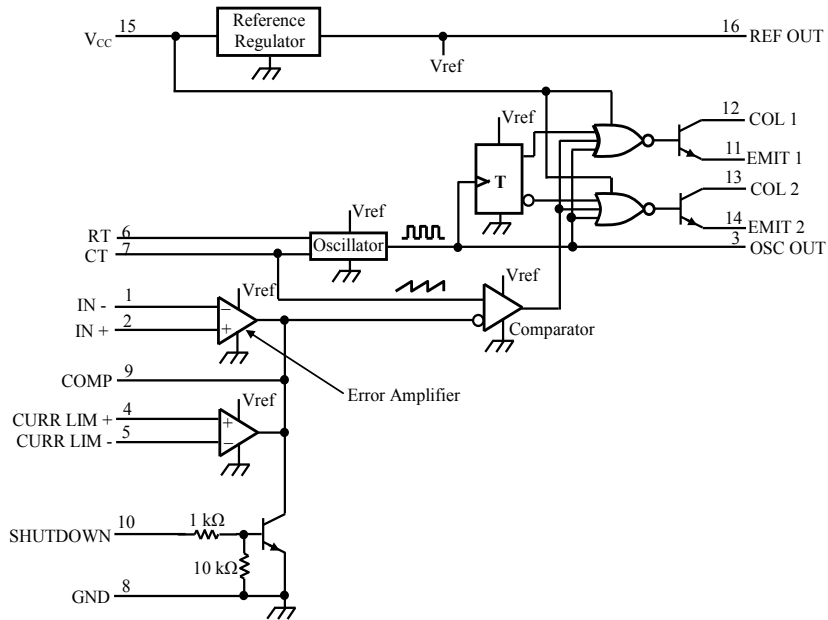 V_CC 15 Reference Regulator 16 REF OUT
Vref
Vref
12 COL 1
11 EMIT 1
T
13 COL 2
14 EMIT 2
3 OSC OUT
Vref
RT 6
CT 7
Oscillator
Vref
IN - 1
IN + 2
Vref
−
+
Comparator
COMP 9
Error Amplifier
Vref
CURR LIM + 4
CURR LIM - 5
+
−
SHUTDOWN 10
1 kΩ
10 kΩ
GND 8